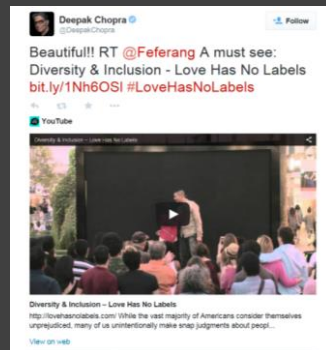 Deepak Chopra
@DeepakChopra
Follow
Beautiful!! RT @Feferang A must see:
Diversity & Inclusion - Love Has No Labels
bit.ly/1Nh6OSI #LoveHasNoLabels
YouTube
Diversity & Inclusion – Love Has No Labels
Diversity & Inclusion – Love Has No Labels
http://lovehasnolabels.com/ While the vast majority of Americans consider themselves
unprejudiced, many of us unintentionally make snap judgments about peopl...
View on web